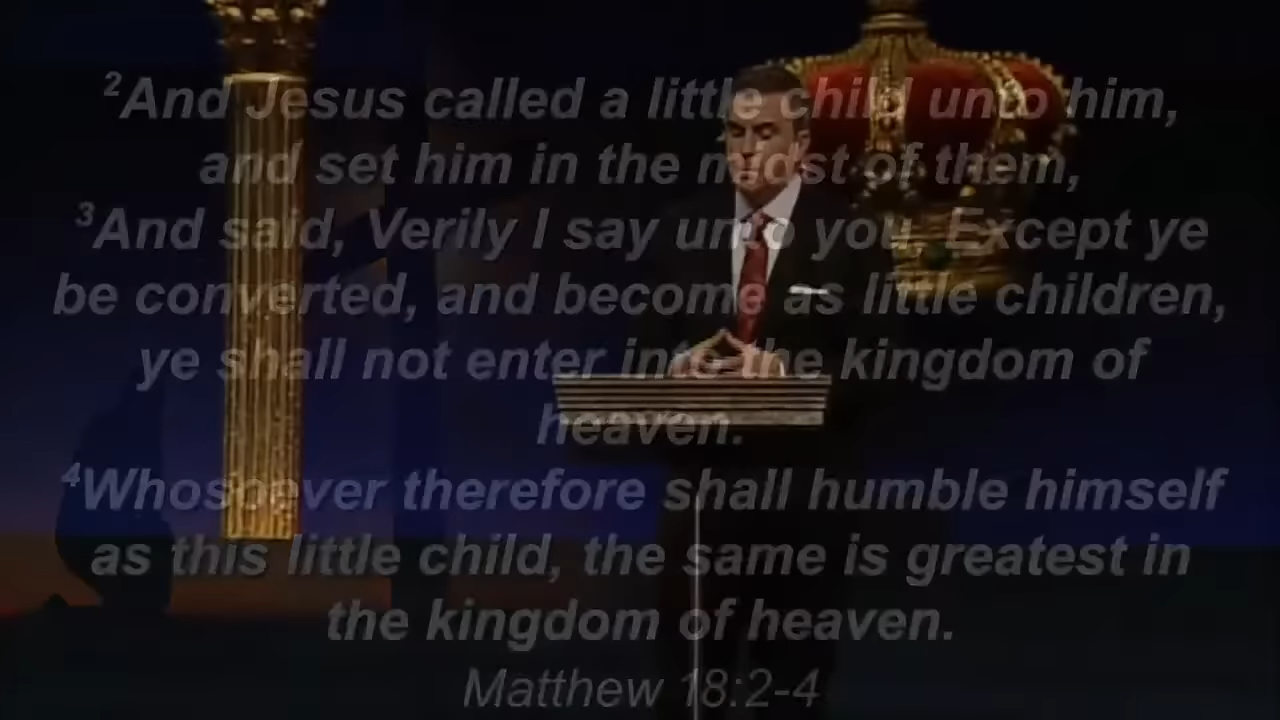 ²And Jesus called a little child unto him,
and set him in the midst of them,
³And said, Verily I say unto you, Except ye
be converted, and become as little children,
ye shall not enter into the kingdom of
heaven.
⁴Whosoever therefore shall humble himself
as this little child, the same is greatest in
the kingdom of heaven.
Matthew 18:2-4